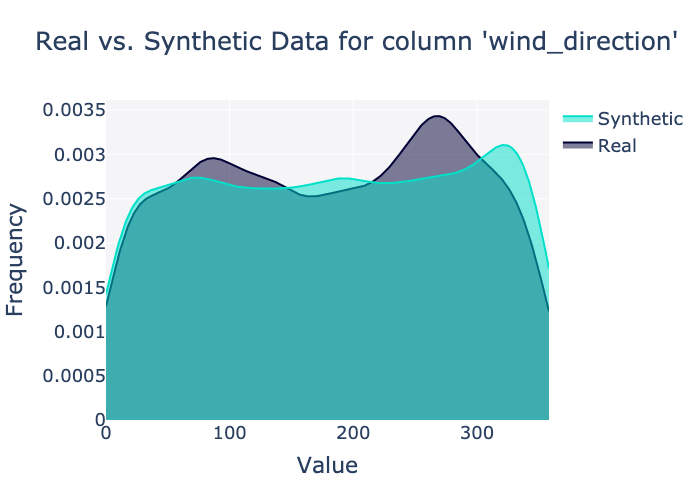 Real vs. Synthetic Data for column 'wind_direction'
0.0035
0.003
0.0025
0.002
0.0015
0.001
0.0005
0
0 100 200 300
Frequency
Value
Synthetic
Real